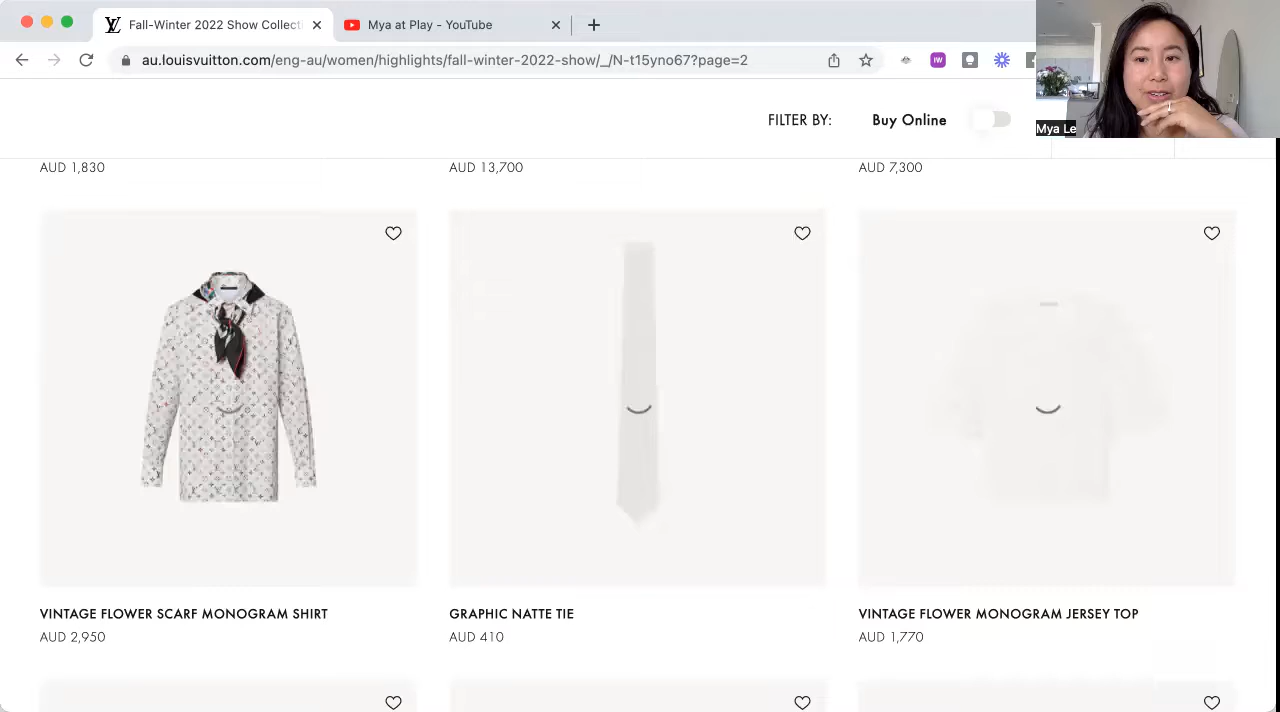 Fall-Winter 2022 Show Collecti
Mya at Play - YouTube
au.louisvuitton.com/eng-au/women/highlights/fall-winter-2022-show/_/N-t15yno67?page=2
IW
FILTER BY:
Buy Online
Mya Le
AUD 1,830
AUD 13,700
AUD 7,300
VINTAGE FLOWER SCARF MONOGRAM SHIRT
GRAPHIC NATTE TIE
VINTAGE FLOWER MONOGRAM JERSEY TOP
AUD 2,950
AUD 410
AUD 1,770